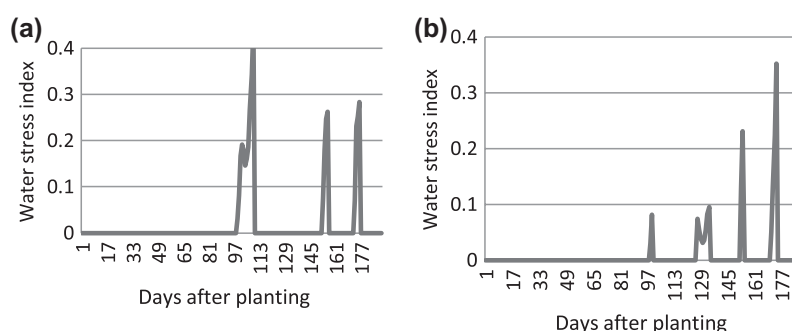 (a)
0.4
0.3
0.2
0.1
0
Water stress index
1 17 33 49 65 81 97 113 129 145 161 177
Days after planting
(b)
0.4
0.3
0.2
0.1
0
Water stress index
1 17 33 49 65 81 97 113 129 145 161 177
Days after planting